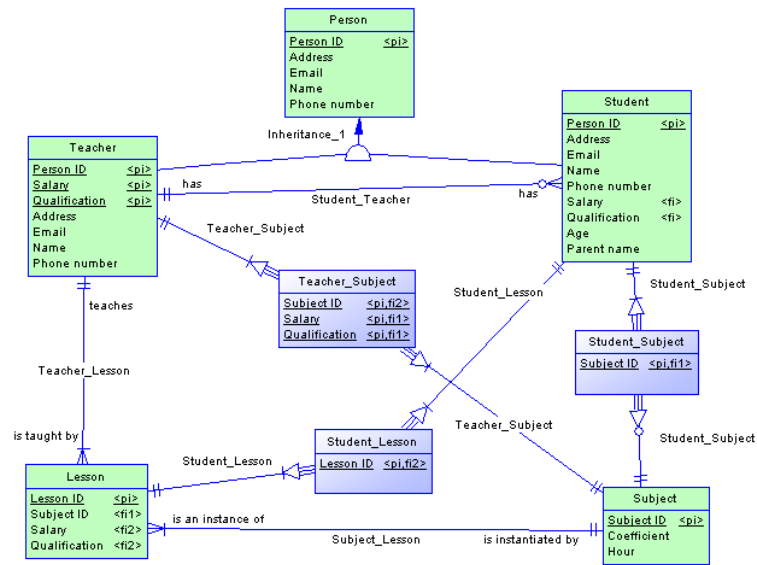 Person
Person ID <pi>
Address
Email
Name
Phone number
Inheritance_1
Student
Person ID <pi>
Address
Email
Name
Phone number
Salary <fi>
Qualification <fi>
Age
Parent name
Teacher
Person ID <pi>
Salary <pi>
Qualification <pi>
Address
Email
Name
Phone number
has
Student_Teacher
has
Teacher_Subject
Teacher_Subject
Subject ID <pi,fi2>
Salary <pi,fi1>
Qualification <pi,fi1>
Student_Lesson
Student_Subject
teaches
Student_Subject
Subject ID <pi,fi1>
Teacher_Lesson
Teacher_Subject
Student_Subject
is taught by
Student_Lesson
Student_Lesson
Lesson ID <pi,fi2>
Lesson
Lesson ID <pi>
Subject ID <fi1>
Salary <fi2>
Qualification <fi2>
is an instance of
Subject_Lesson
is instantiated by
Subject
Subject ID <pi>
Coefficient
Hour